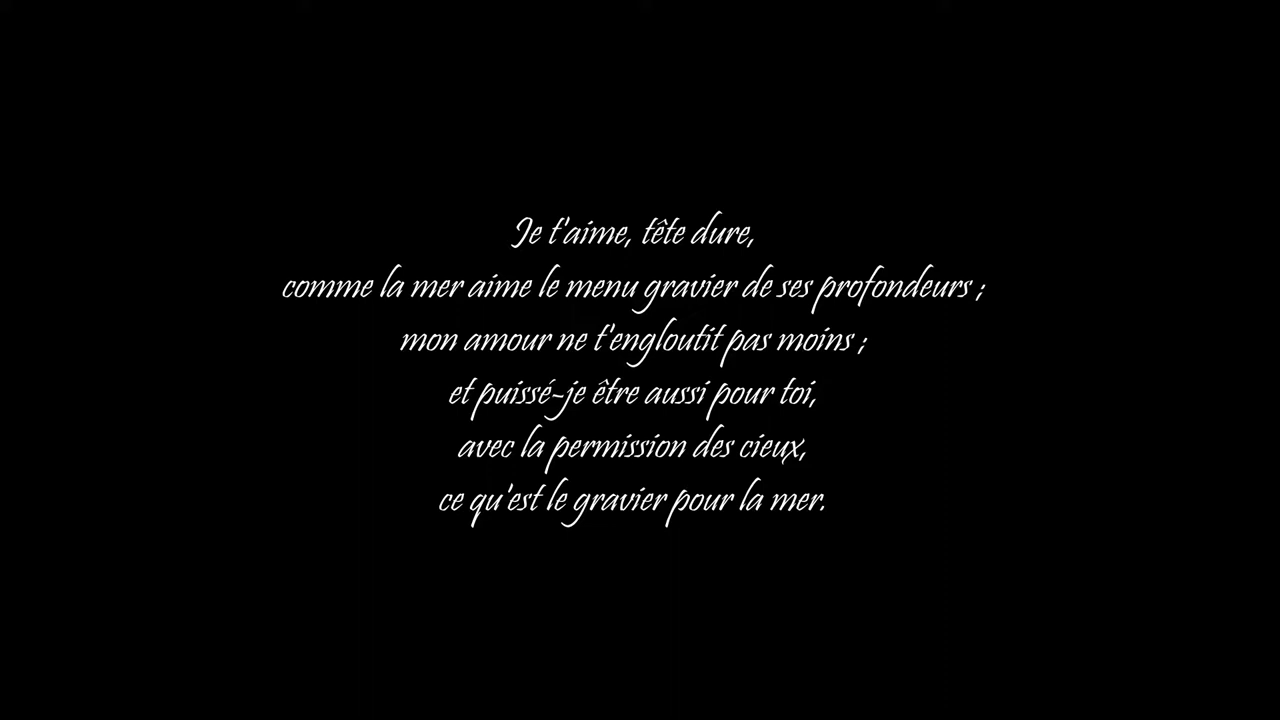 Je t'aime, tête dure,
comme la mer aime le menu gravier de ses profondeurs ;
mon amour ne t'engloutit pas moins ;
et puissé-je être aussi pour toi,
avec la permission des cieux,
ce qu'est le gravier pour la mer.